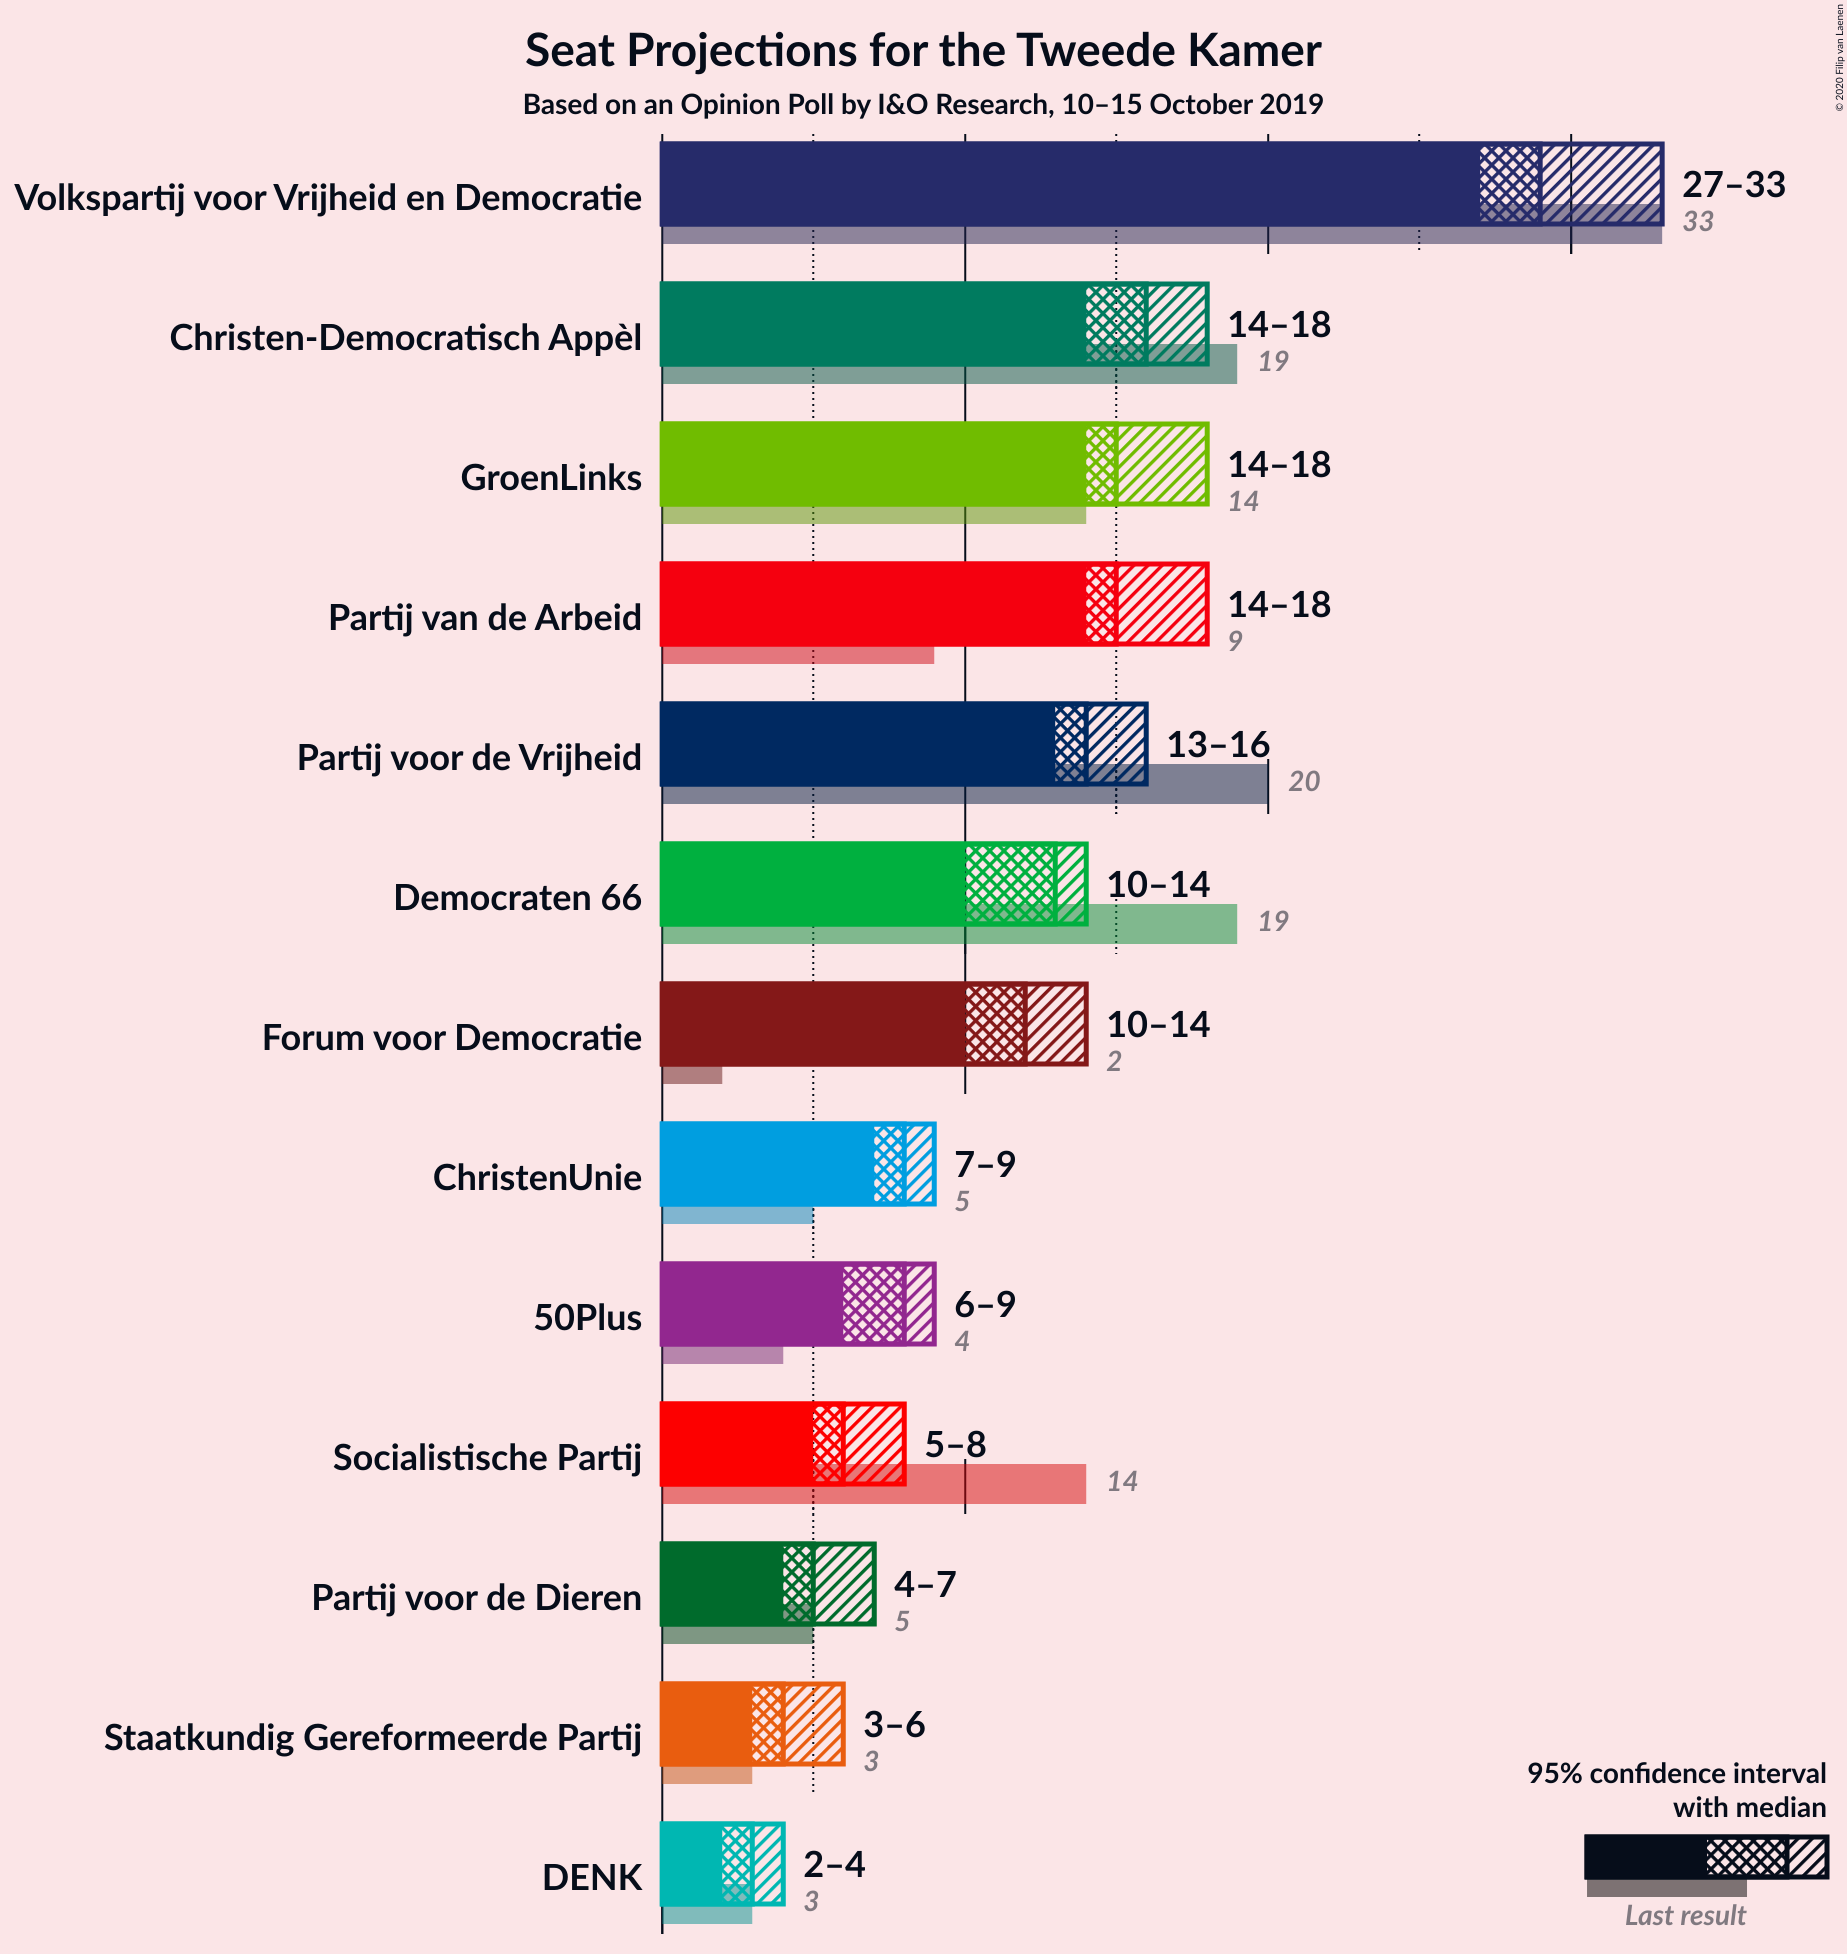 Seat Projections for the Tweede Kamer
Based on an Opinion Poll by I&O Research, 10–15 October 2019
© 2020 Filip van Laenen
Volkspartij voor Vrijheid en Democratie
27–33
33
Christen-Democratisch Appèl
14–18
19
GroenLinks
14–18
14
Partij van de Arbeid
14–18
9
Partij voor de Vrijheid
13–16
20
Democraten 66
10–14
19
Forum voor Democratie
10–14
2
ChristenUnie
7–9
5
50Plus
6–9
4
Socialistische Partij
5–8
14
Partij voor de Dieren
4–7
5
Staatkundig Gereformeerde Partij
3–6
3
DENK
2–4
3
95% confidence interval
with median
Last result